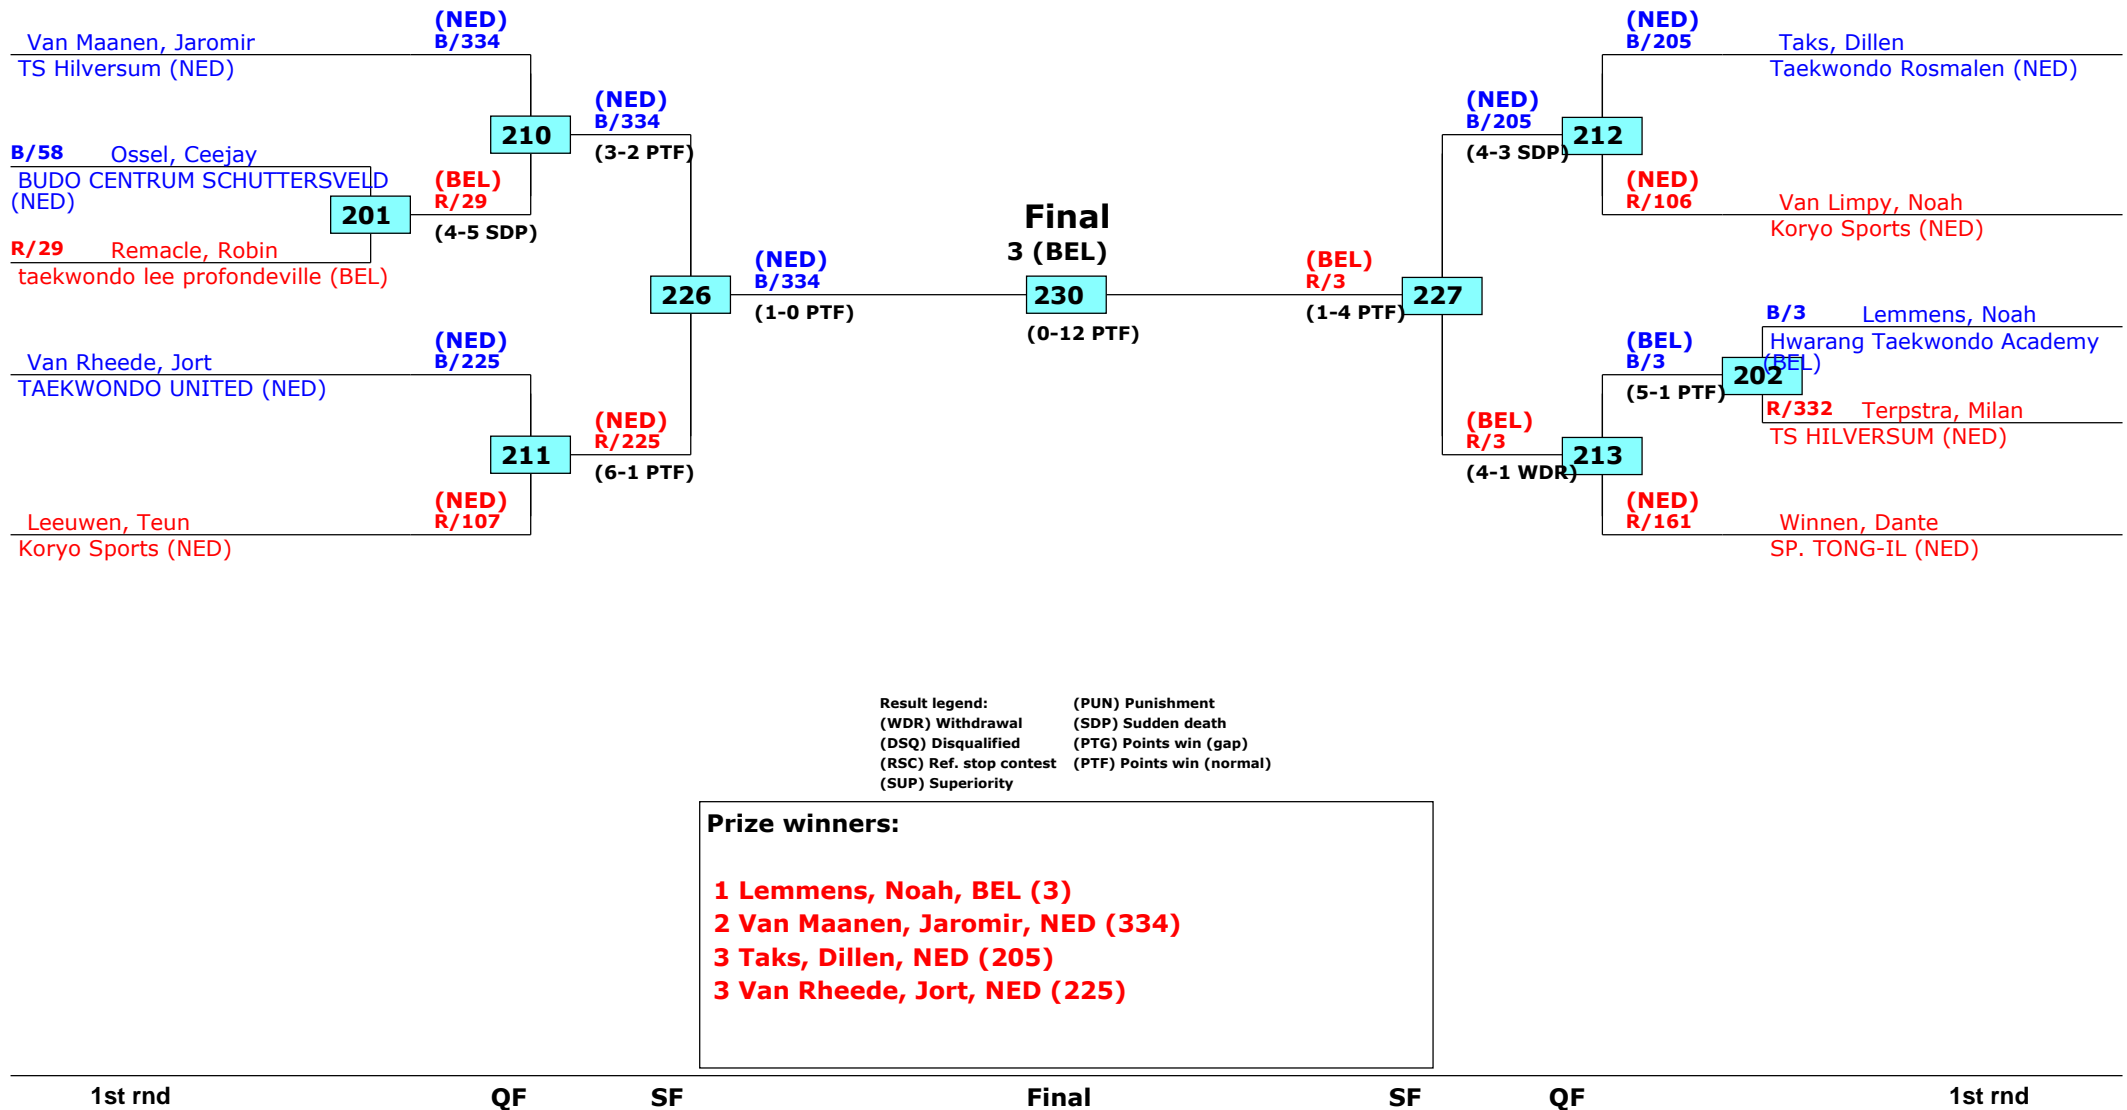 (NED)
B/334
Van Maanen, Jaromir
TS Hilversum (NED)
B/58 Ossel, Ceejay
BUDO CENTRUM SCHUTTERSVELD
(NED)
201
R/29 Remacle, Robin
taekwondo lee profondeville (BEL)
(BEL)
R/29
(4-5 SDP)
210
(NED)
B/334
(3-2 PTF)
(NED)
B/225
Van Rheede, Jort
TAEKWONDO UNITED (NED)
211
(NED)
R/225
(6-1 PTF)
(NED)
R/107
Leeuwen, Teun
Koryo Sports (NED)
226
(NED)
B/334
(1-0 PTF)
Final
3 (BEL)
230
(0-12 PTF)
(BEL)
R/3
(1-4 PTF)
227
(NED)
B/205
(4-3 SDP)
212
(NED)
B/205
Taks, Dillen
Taekwondo Rosmalen (NED)
(NED)
R/106
Van Limpy, Noah
Koryo Sports (NED)
B/3 Lemmens, Noah
Hwarang Taekwondo Academy
(BEL)
(BEL)
B/3
(5-1 PTF)
202
R/332 Terpstra, Milan
TS HILVERSUM (NED)
(BEL)
R/3
(4-1 WDR)
213
(NED)
R/161
Winnen, Dante
SP. TONG-IL (NED)
Result legend: (PUN) Punishment
(WDR) Withdrawal (SDP) Sudden death
(DSQ) Disqualified (PTG) Points win (gap)
(RSC) Ref. stop contest (PTF) Points win (normal)
(SUP) Superiority
Prize winners:
1 Lemmens, Noah, BEL (3)
2 Van Maanen, Jaromir, NED (334)
3 Taks, Dillen, NED (205)
3 Van Rheede, Jort, NED (225)
1st rnd QF SF Final SF QF 1st rnd